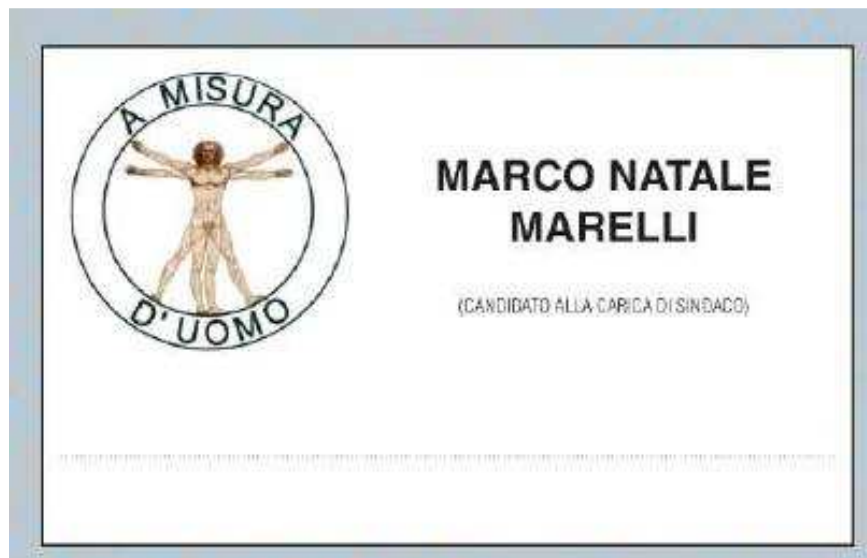 A MISURA
D'UOMO
MARCO NATALE
MARELLI
(CANDIDATO ALLA CARICA DI SINDACO)